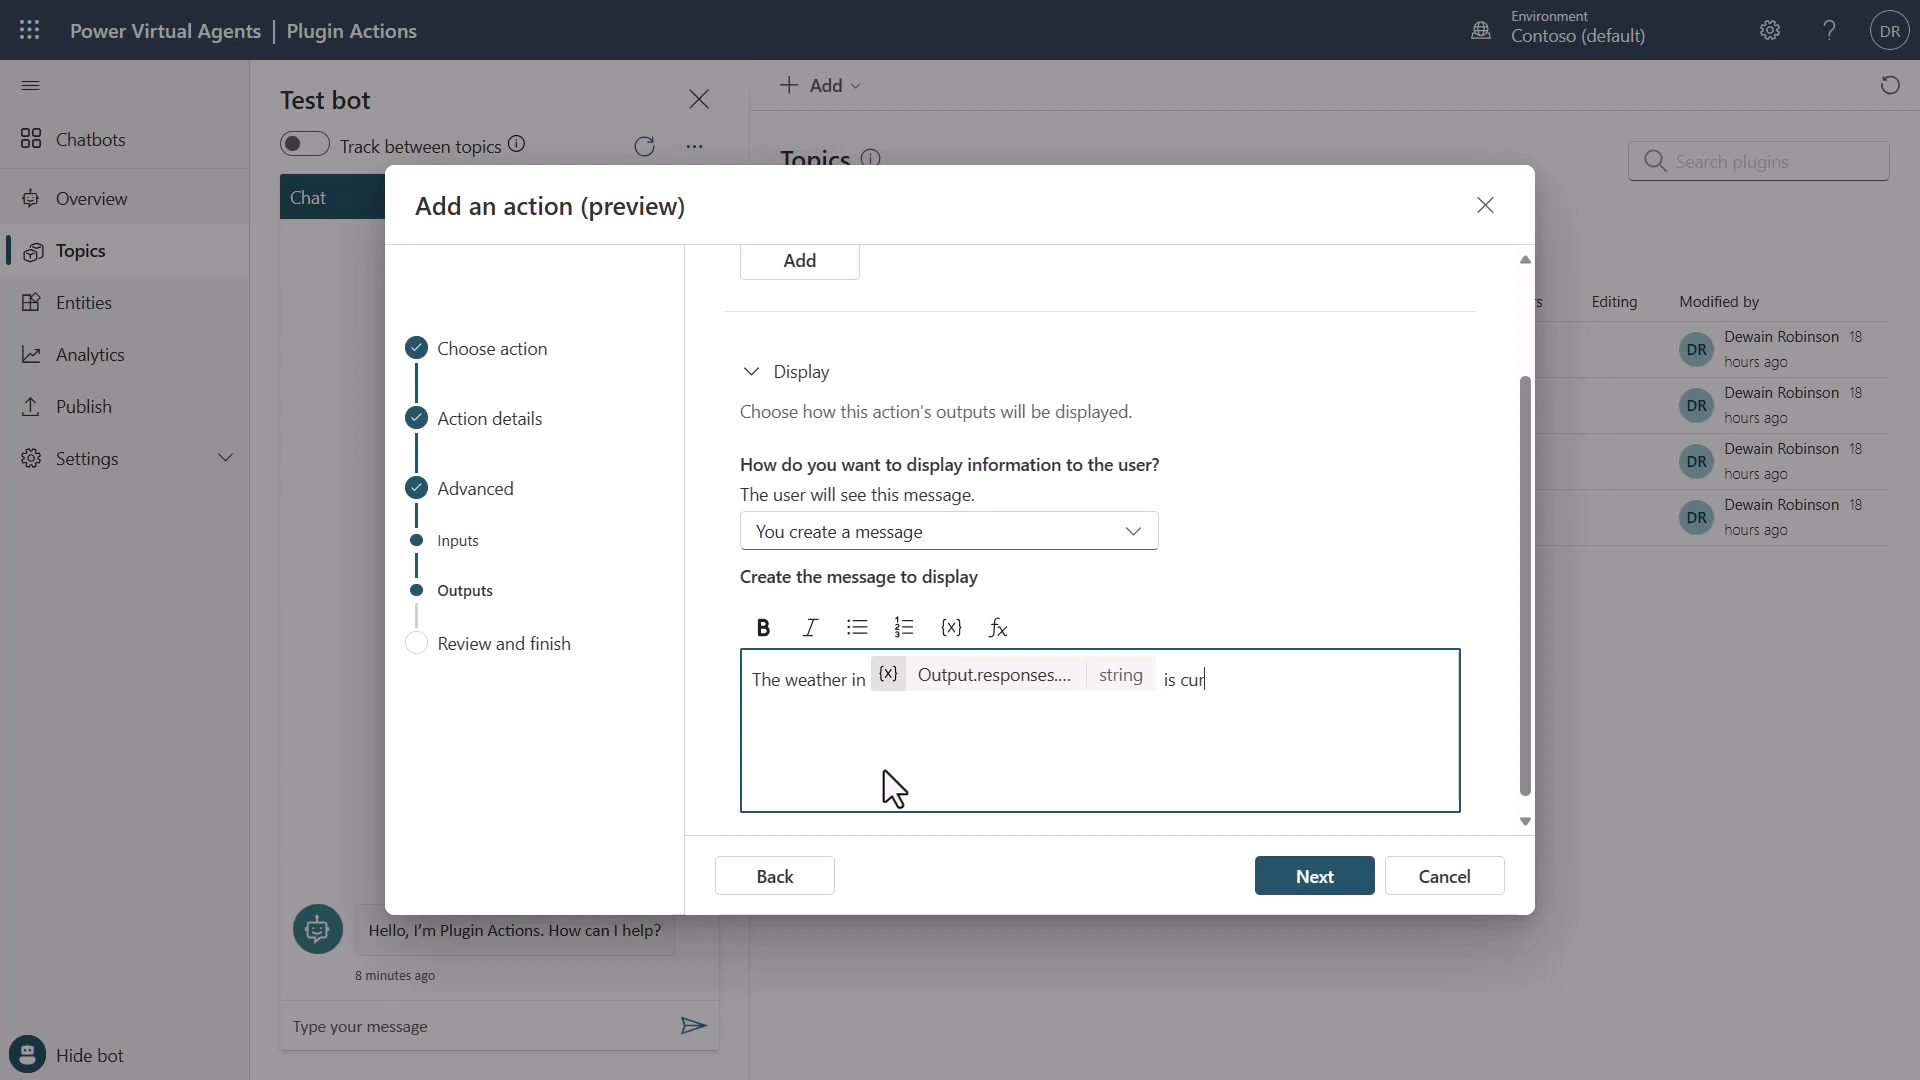 Power Virtual Agents | Plugin Actions
Environment
Contoso (default)
DR
Test bot
Add
Chatbots
Track between topics
Topics
Search plugins
Overview
Chat
Add an action (preview)
Topics
Add
Entities
Editing
Modified by
Choose action
DR
Dewain Robinson 18
hours ago
Analytics
Display
DR
Dewain Robinson 18
hours ago
Publish
Action details
Choose how this action's outputs will be displayed.
Settings
How do you want to display information to the user?
DR
Dewain Robinson 18
hours ago
Advanced
The user will see this message.
DR
Dewain Robinson 18
hours ago
Inputs
You create a message
Outputs
Create the message to display
B I {x} fx
Review and finish
The weather in {x} Output.responses.... string is cur
Back
Next
Cancel
Hello, I'm Plugin Actions. How can I help?
8 minutes ago
Type your message
Hide bot